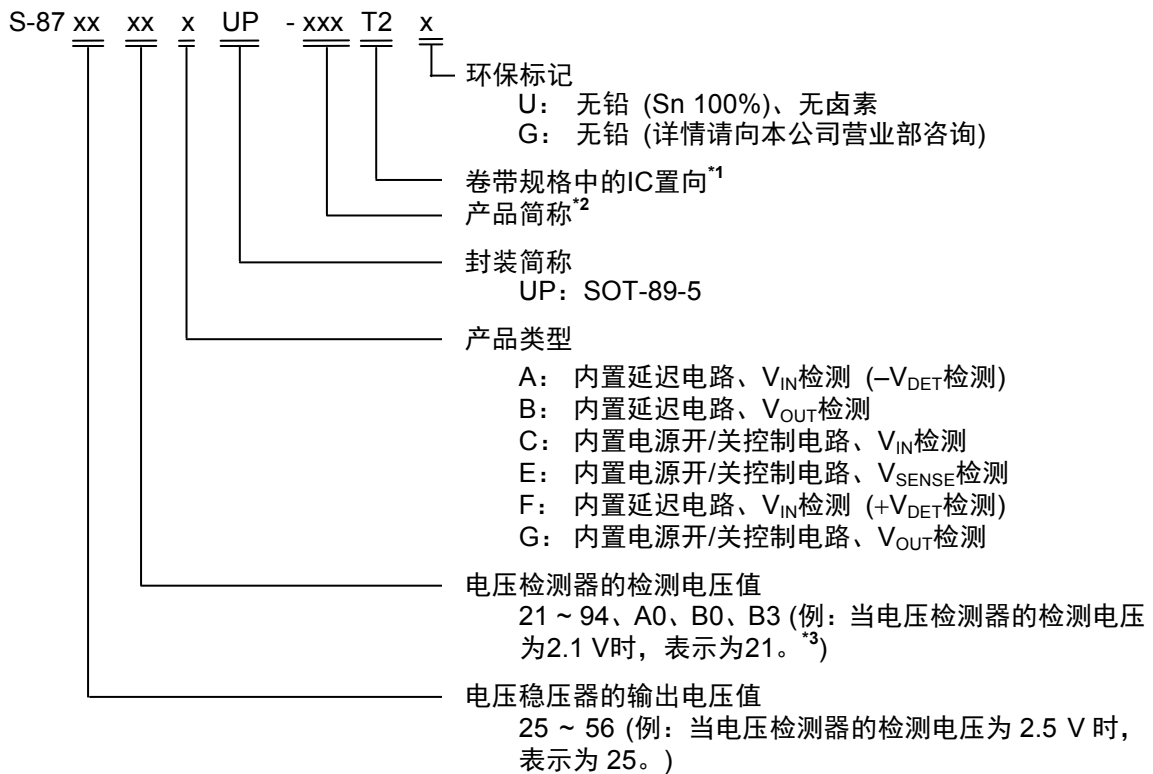 S-87 xx xx x UP - xxx T2 x
环保标记
U： 无铅 (Sn 100%)、无卤素
G： 无铅 (详情请向本公司营业部咨询)
卷带规格中的IC置向*1
产品简称*2
封装简称
UP：SOT-89-5
产品类型
A： 内置延迟电路、VIN检测 (–VDET检测)
B： 内置延迟电路、VOUT检测
C： 内置电源开/关控制电路、VIN检测
E： 内置电源开/关控制电路、VSENSE检测
F： 内置延迟电路、VIN检测 (+VDET检测)
G： 内置电源开/关控制电路、VOUT检测
电压检测器的检测电压值
21 ~ 94、A0、B0、B3 (例：当电压检测器的检测电压
为2.1 V时，表示为21。*3)
电压稳压器的输出电压值
25 ~ 56 (例：当电压检测器的检测电压为 2.5 V 时，
表示为 25。)